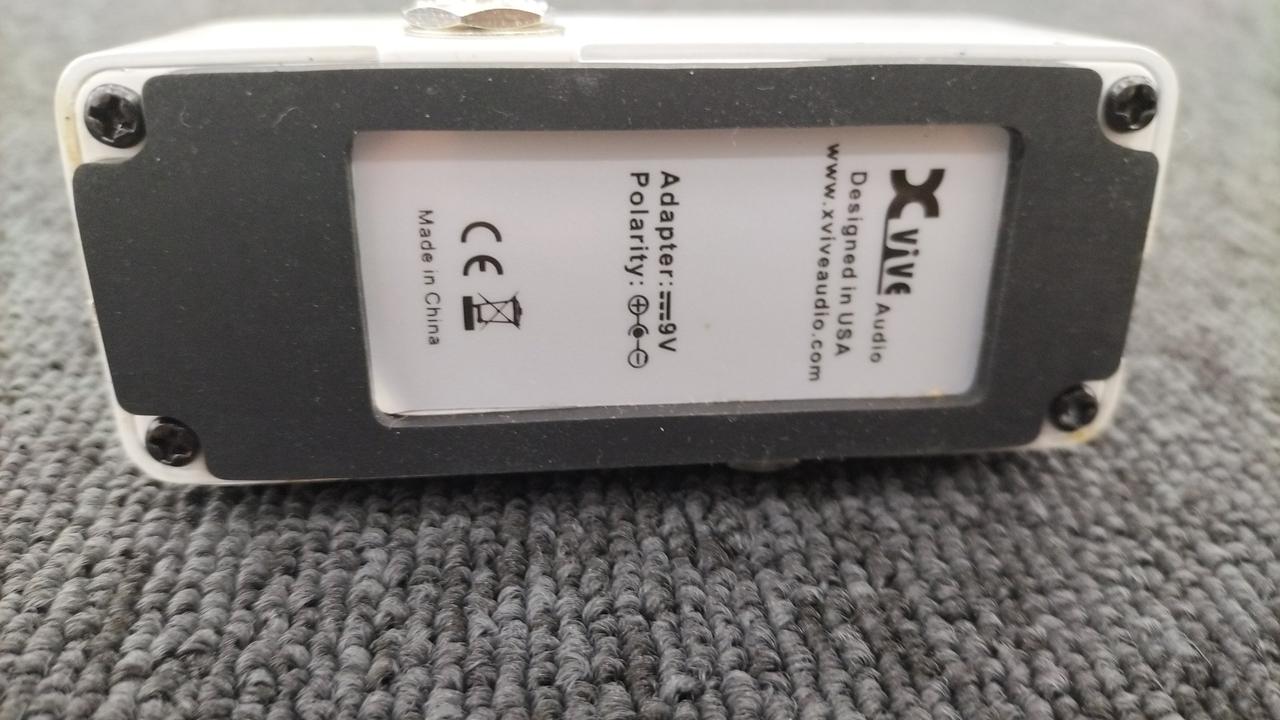 Xvive Audio
Designed in USA
www.xviveaudio.com
Adapter:⎓9V
Polarity:
CE
Made in China